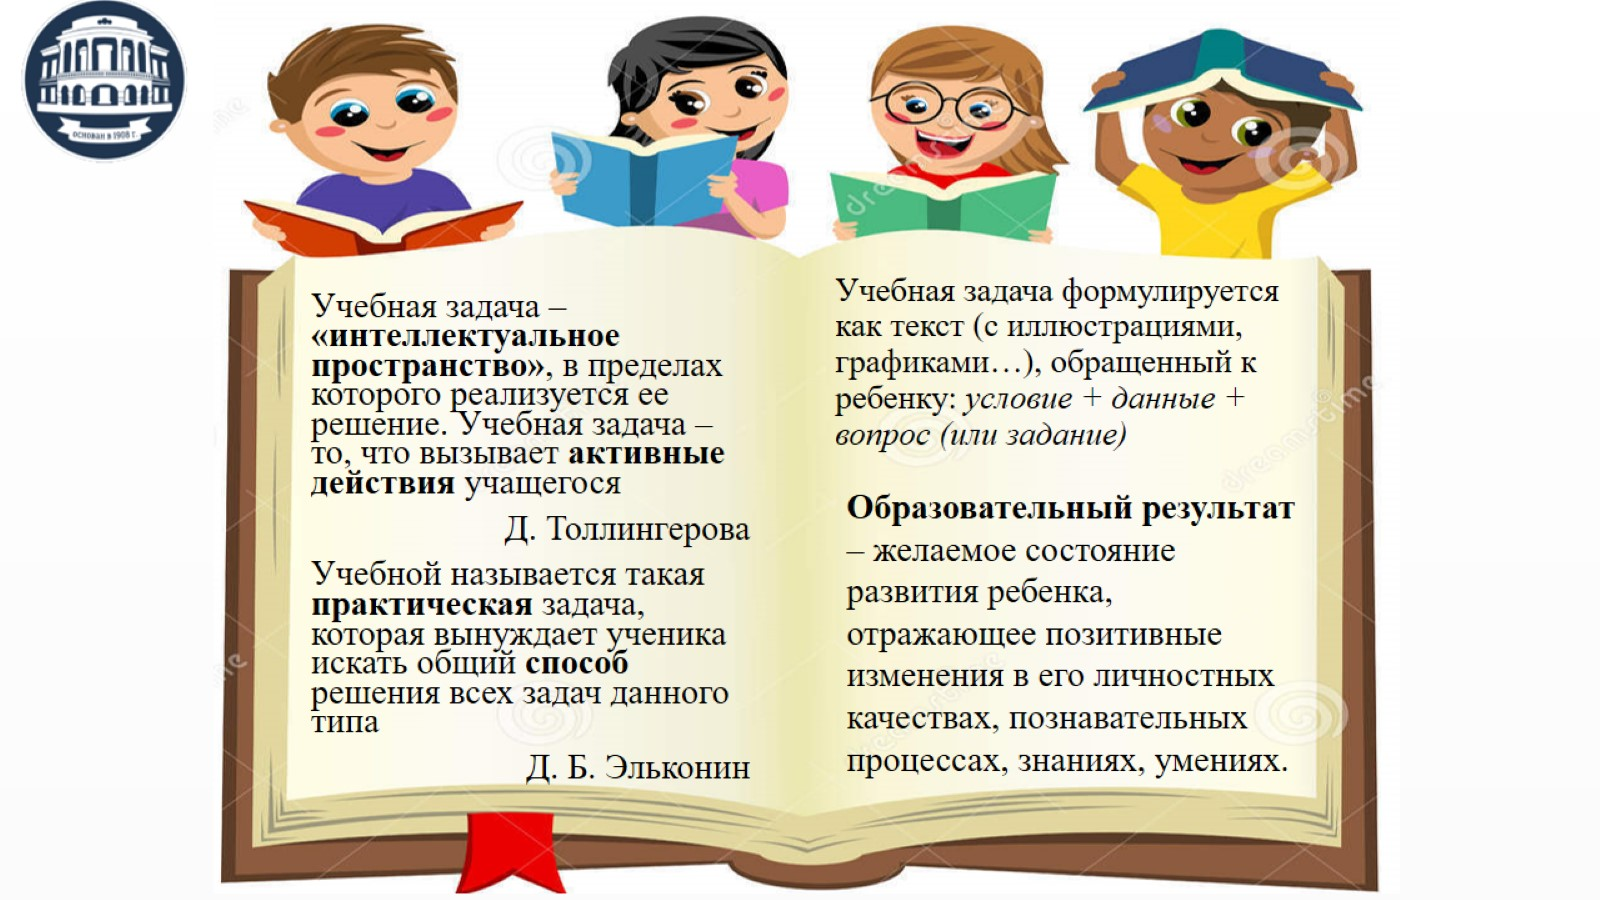 основан в 1908 г.
Учебная задача –
«интеллектуальное
пространство», в пределах
которого реализуется ее
решение. Учебная задача –
то, что вызывает активные
действия учащегося
Д. Толлингерова
Учебной называется такая
практическая задача,
которая вынуждает ученика
искать общий способ
решения всех задач данного
типа
Д. Б. Эльконин
Учебная задача формулируется
как текст (с иллюстрациями,
графиками…), обращенный к
ребенку: условие + данные +
вопрос (или задание)
Образовательный результат
– желаемое состояние
развития ребенка,
отражающее позитивные
изменения в его личностных
качествах, познавательных
процессах, знаниях, умениях.
dreamstime